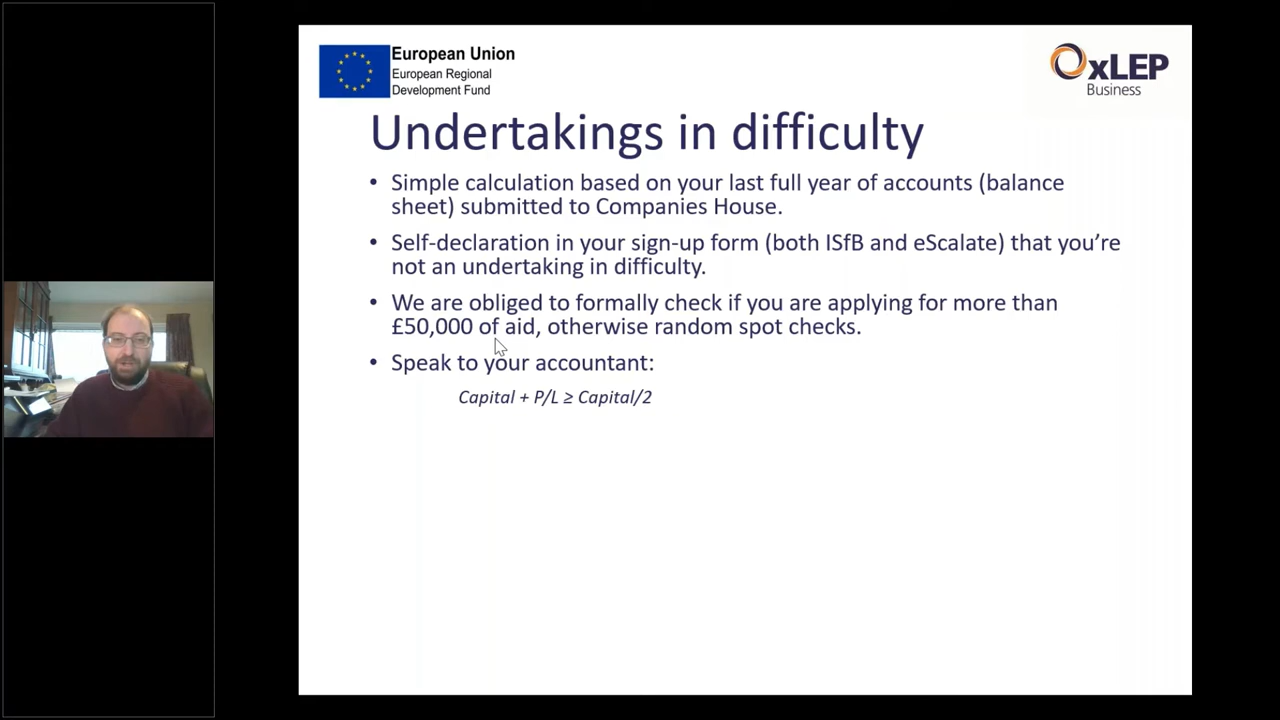 European Union
European Regional
Development Fund
OxLEP
Business
Undertakings in difficulty
• Simple calculation based on your last full year of accounts (balance
sheet) submitted to Companies House.
• Self-declaration in your sign-up form (both ISfB and eScalate) that you’re
not an undertaking in difficulty.
• We are obliged to formally check if you are applying for more than
£50,000 of aid, otherwise random spot checks.
• Speak to your accountant:
Capital + P/L ≥ Capital/2